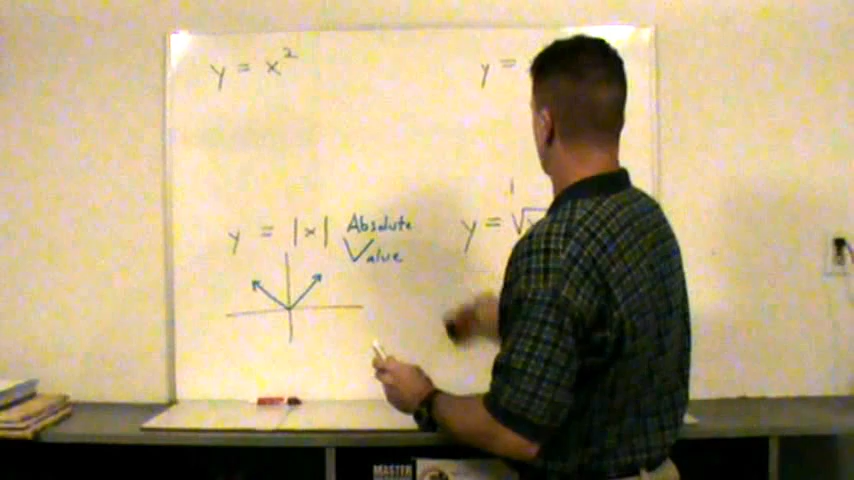 y = x²
y =
y = |x| Absolute
Value
y = √
MASTER